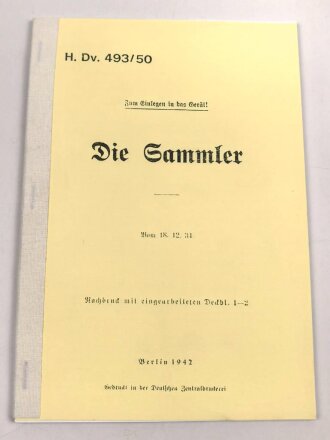 H. Dv. 493/50
Zum Einlegen in das Gerät!
Die Sammler
Vom 18. 12. 34.
Nachdruck mit eingearbeiteten Deckbl. 1—2
Berlin 1942
Gedruckt in der Deutschen Zentraldruckerei